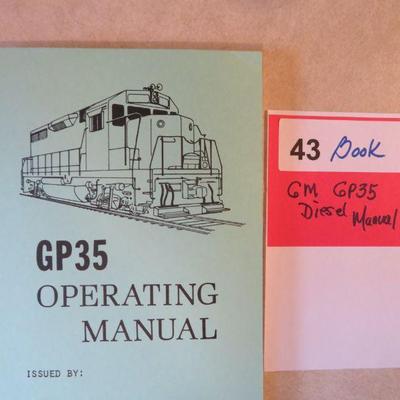 GP35
OPERATING
MANUAL
ISSUED BY:
43 Book
GM GP35
Diesel Manual